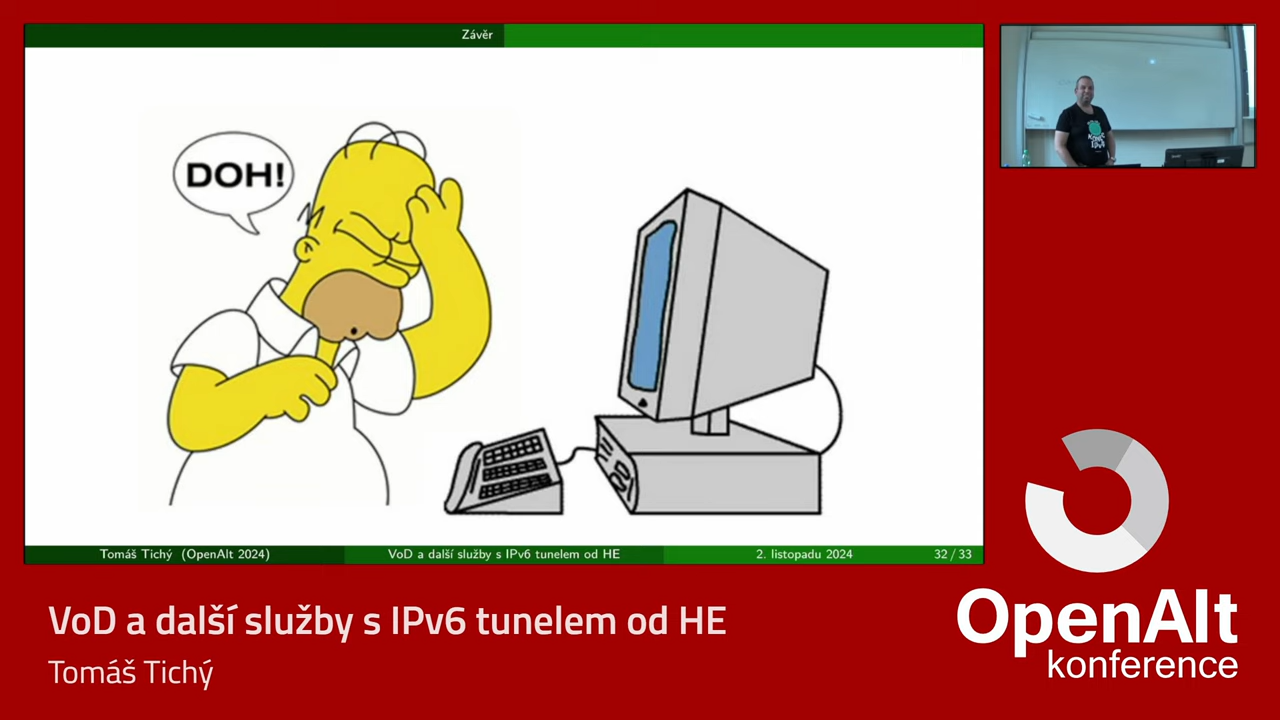 Závěr
DOH!
Tomáš Tichý (OpenAlt 2024)
VoD a další služby s IPv6 tunelem od HE
2. listopadu 2024
32 / 33
VoD a další služby s IPv6 tunelem od HE
Tomáš Tichý
OpenAlt
konference